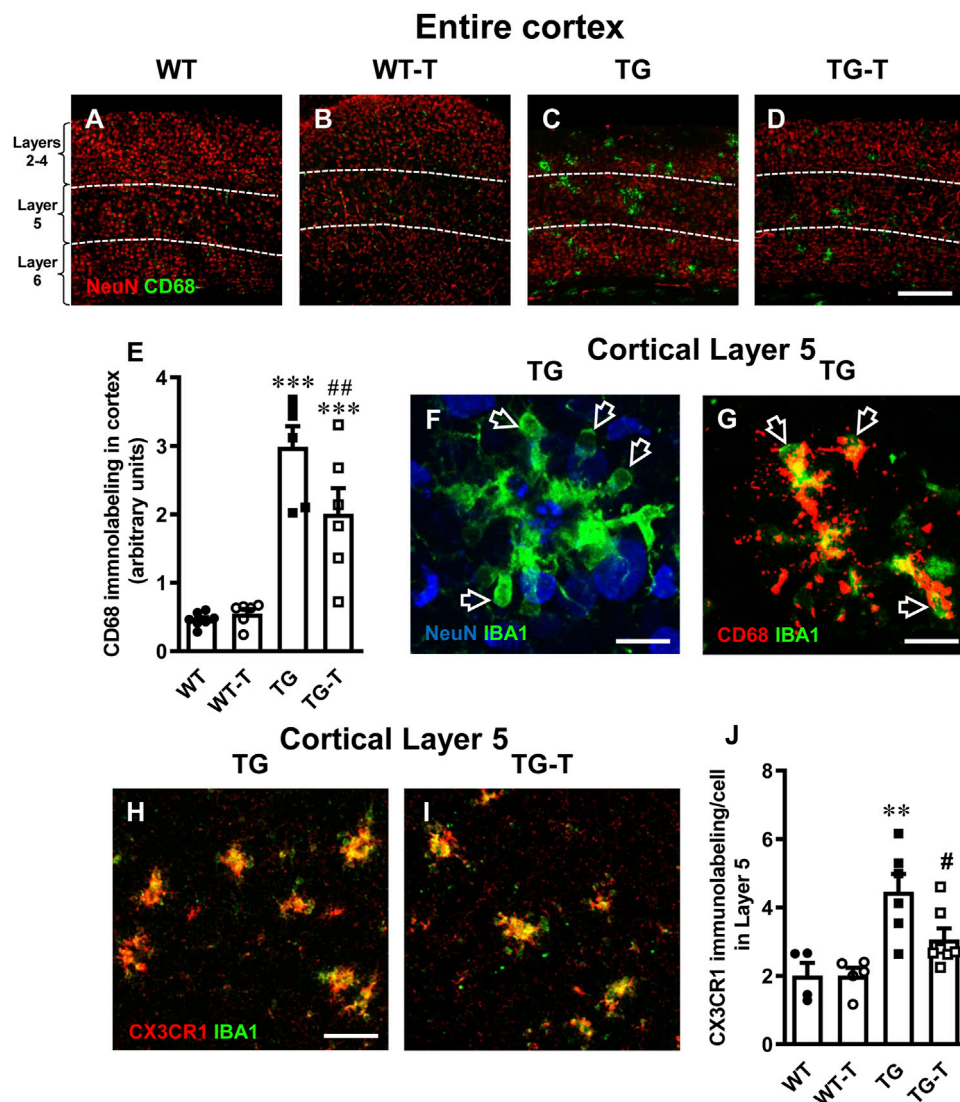 Entire cortex
WT WT-T TG TG-T
A B C D
Layers
2-4
Layer
5
Layer
6
NeuN CD68
E
CD68 immnolabeling in cortex
(arbitrary units)
4
3
2
1
0
***
##
***
WT WT-T TG TG-T
Cortical Layer 5
TG TG
F G
NeuN IBA1
CD68 IBA1
Cortical Layer 5
TG TG-T
H I
CX3CR1 IBA1
J
CX3CR1 immunolabeling/cell
in Layer 5
8
6
4
2
0
**
#
WT WT-T TG TG-T